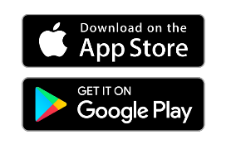 Download on the
App Store
GET IT ON
Google Play